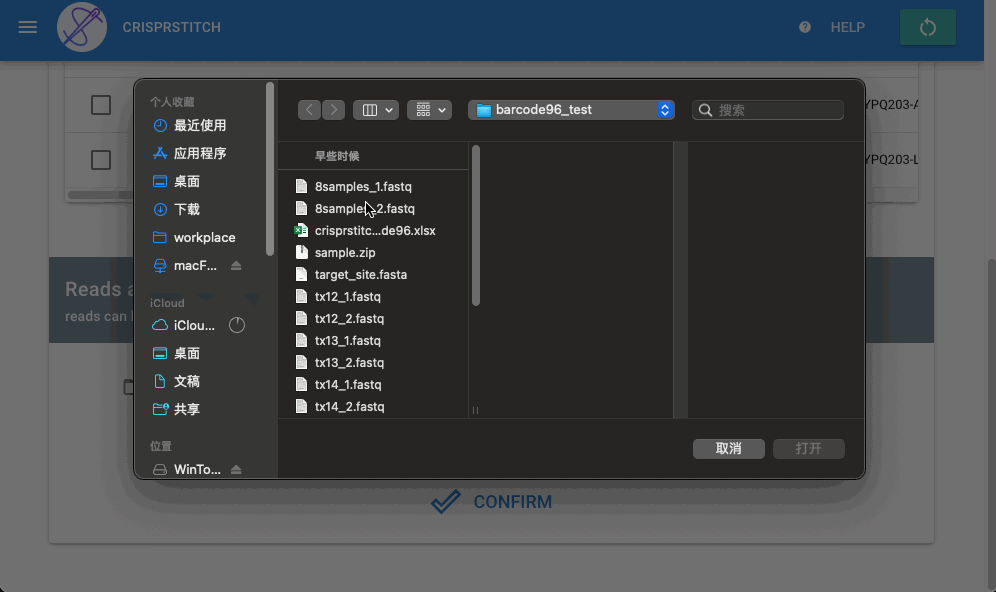 CRISPRSTITCH
HELP
个人收藏
最近使用
应用程序
桌面
下载
workplace
macF...
iCloud
iClou...
桌面
文稿
共享
位置
WinTo...
barcode96_test
搜索
早些时候
8samples_1.fastq
8samples_2.fastq
crisprstitc...de96.xlsx
sample.zip
target_site.fasta
tx12_1.fastq
tx12_2.fastq
tx13_1.fastq
tx13_2.fastq
tx14_1.fastq
tx14_2.fastq
取消
打开
YPQ203-A
YPQ203-L
Reads a
reads can b
CONFIRM